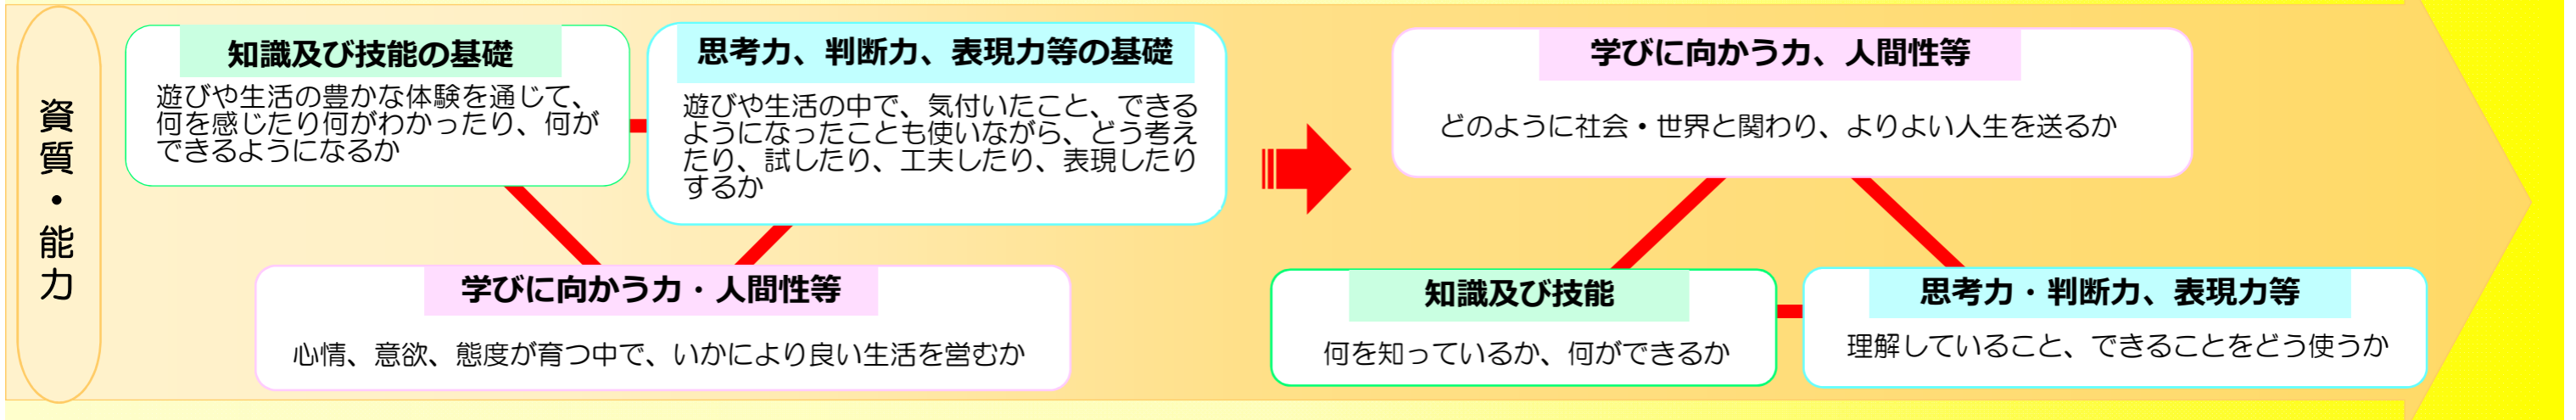 資質・能力
知識及び技能の基礎
遊びや生活の豊かな体験を通じて、
何を感じたり何がわかったり、何が
できるようになるか
思考力、判断力、表現力等の基礎
遊びや生活の中で、気付いたこと、できる
ようになったことも使いながら、どう考え
たり、試したり、工夫したり、表現したり
するか
学びに向かう力・人間性等
心情、意欲、態度が育つ中で、いかにより良い生活を営むか
学びに向かう力、人間性等
どのように社会・世界と関わり、よりよい人生を送るか
知識及び技能
何を知っているか、何ができるか
思考力・判断力、表現力等
理解していること、できることをどう使うか